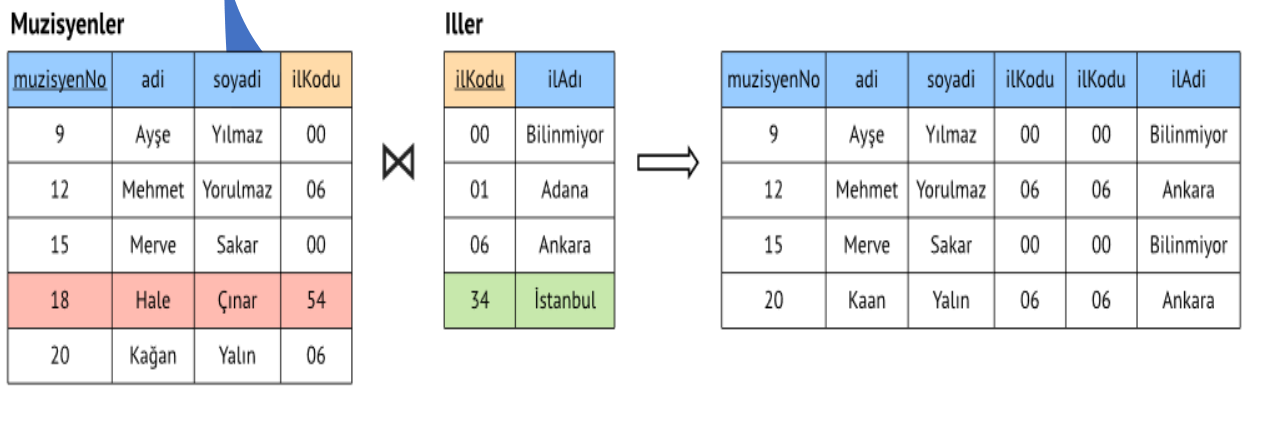 Muzisyenler
muzisyenNo adi soyadi ilKodu
9 Ayşe Yılmaz 00
12 Mehmet Yorulmaz 06
15 Merve Sakar 00
18 Hale Çınar 54
20 Kağan Yalın 06
Iller
ilKodu ilAdı
00 Bilinmiyor
01 Adana
06 Ankara
34 İstanbul
muzisyenNo adi soyadi ilKodu ilKodu ilAdi
9 Ayşe Yılmaz 00 00 Bilinmiyor
12 Mehmet Yorulmaz 06 06 Ankara
15 Merve Sakar 00 00 Bilinmiyor
20 Kaan Yalın 06 06 Ankara